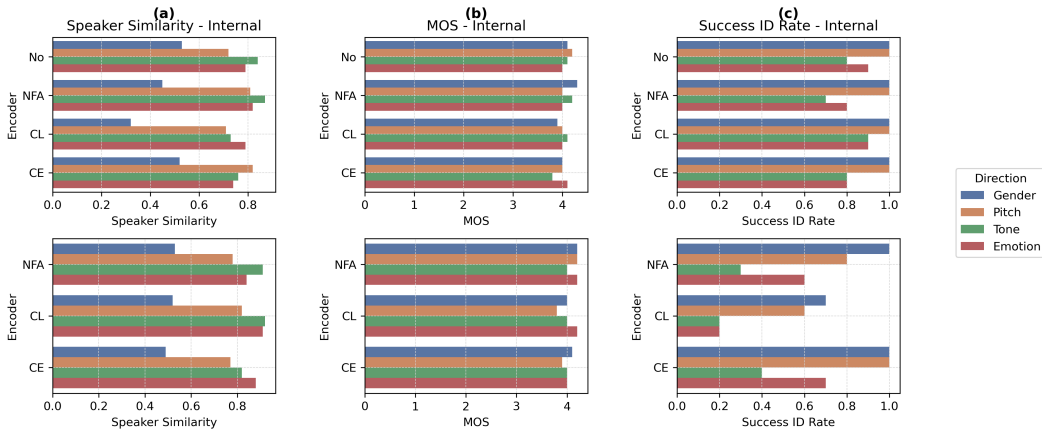 (a)
Speaker Similarity - Internal
No
NFA
CL
CE
Encoder
0.0 0.2 0.4 0.6 0.8
Speaker Similarity
(b)
MOS - Internal
No
NFA
CL
CE
Encoder
0 1 2 3 4
MOS
(c)
Success ID Rate - Internal
No
NFA
CL
CE
Encoder
0.0 0.2 0.4 0.6 0.8 1.0
Success ID Rate
NFA
CL
CE
Encoder
0.0 0.2 0.4 0.6 0.8
Speaker Similarity
NFA
CL
CE
Encoder
0 1 2 3 4
MOS
NFA
CL
CE
Encoder
0.0 0.2 0.4 0.6 0.8 1.0
Success ID Rate
Direction
Gender
Pitch
Tone
Emotion